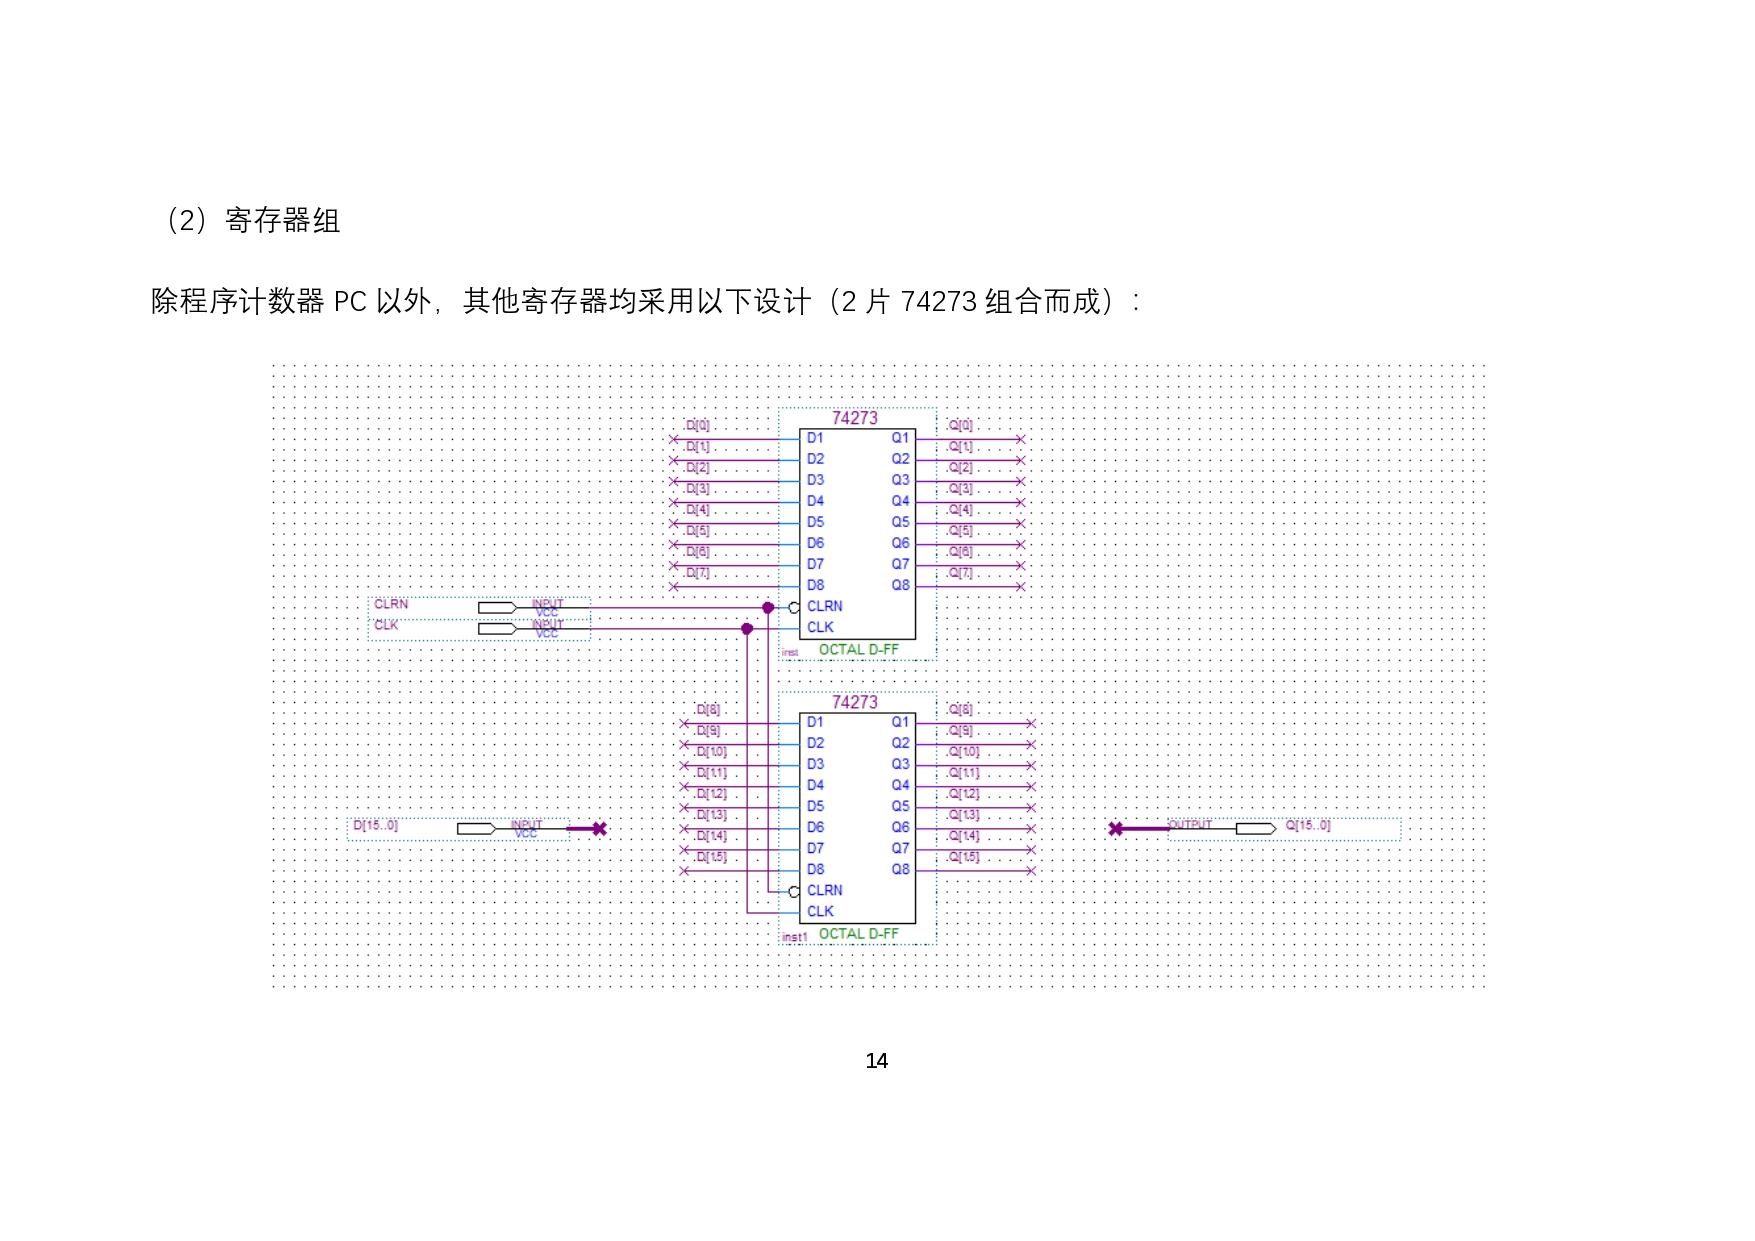 （2）寄存器组
除程序计数器 PC 以外，其他寄存器均采用以下设计（2 片 74273 组合而成）：
74273
D[0] D1 Q1 Q[0]
D[1] D2 Q2 Q[1]
D[2] D3 Q3 Q[2]
D[3] D4 Q4 Q[3]
D[4] D5 Q5 Q[4]
D[5] D6 Q6 Q[5]
D[6] D7 Q7 Q[6]
D[7] D8 Q8 Q[7]
CLRN INPUT VCC CLRN
CLK INPUT VCC CLK
inst OCTAL D-FF
74273
D[8] D1 Q1 Q[8]
D[9] D2 Q2 Q[9]
D[10] D3 Q3 Q[10]
D[11] D4 Q4 Q[11]
D[12] D5 Q5 Q[12]
D[13] D6 Q6 Q[13]
D[15..0] INPUT VCC OUTPUT Q[15..0]
D[14] D7 Q7 Q[14]
D[15] D8 Q8 Q[15]
CLRN
CLK
inst1 OCTAL D-FF
14